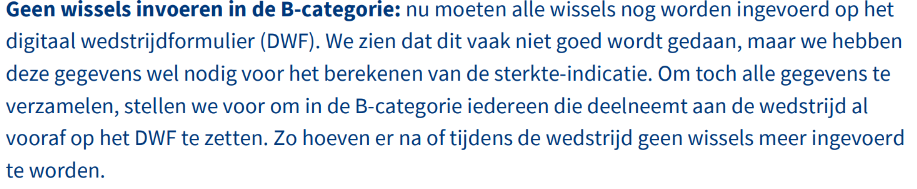 Geen wissels invoeren in de B-categorie: nu moeten alle wissels nog worden ingevoerd op het
digitaal wedstrijdformulier (DWF). We zien dat dit vaak niet goed wordt gedaan, maar we hebben
deze gegevens wel nodig voor het berekenen van de sterkte-indicatie. Om toch alle gegevens te
verzamelen, stellen we voor om in de B-categorie iedereen die deelneemt aan de wedstrijd al
vooraf op het DWF te zetten. Zo hoeven er na of tijdens de wedstrijd geen wissels meer ingevoerd
te worden.